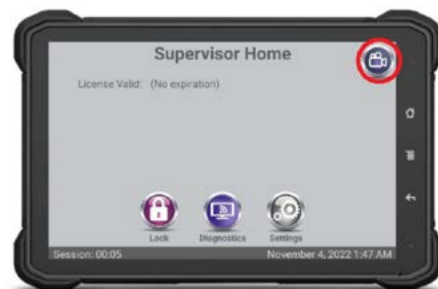 Supervisor Home
License Valid: (No expiration)
Lock Diagnostics Settings
Session: 00:05 November 4, 2022 1:47 AM